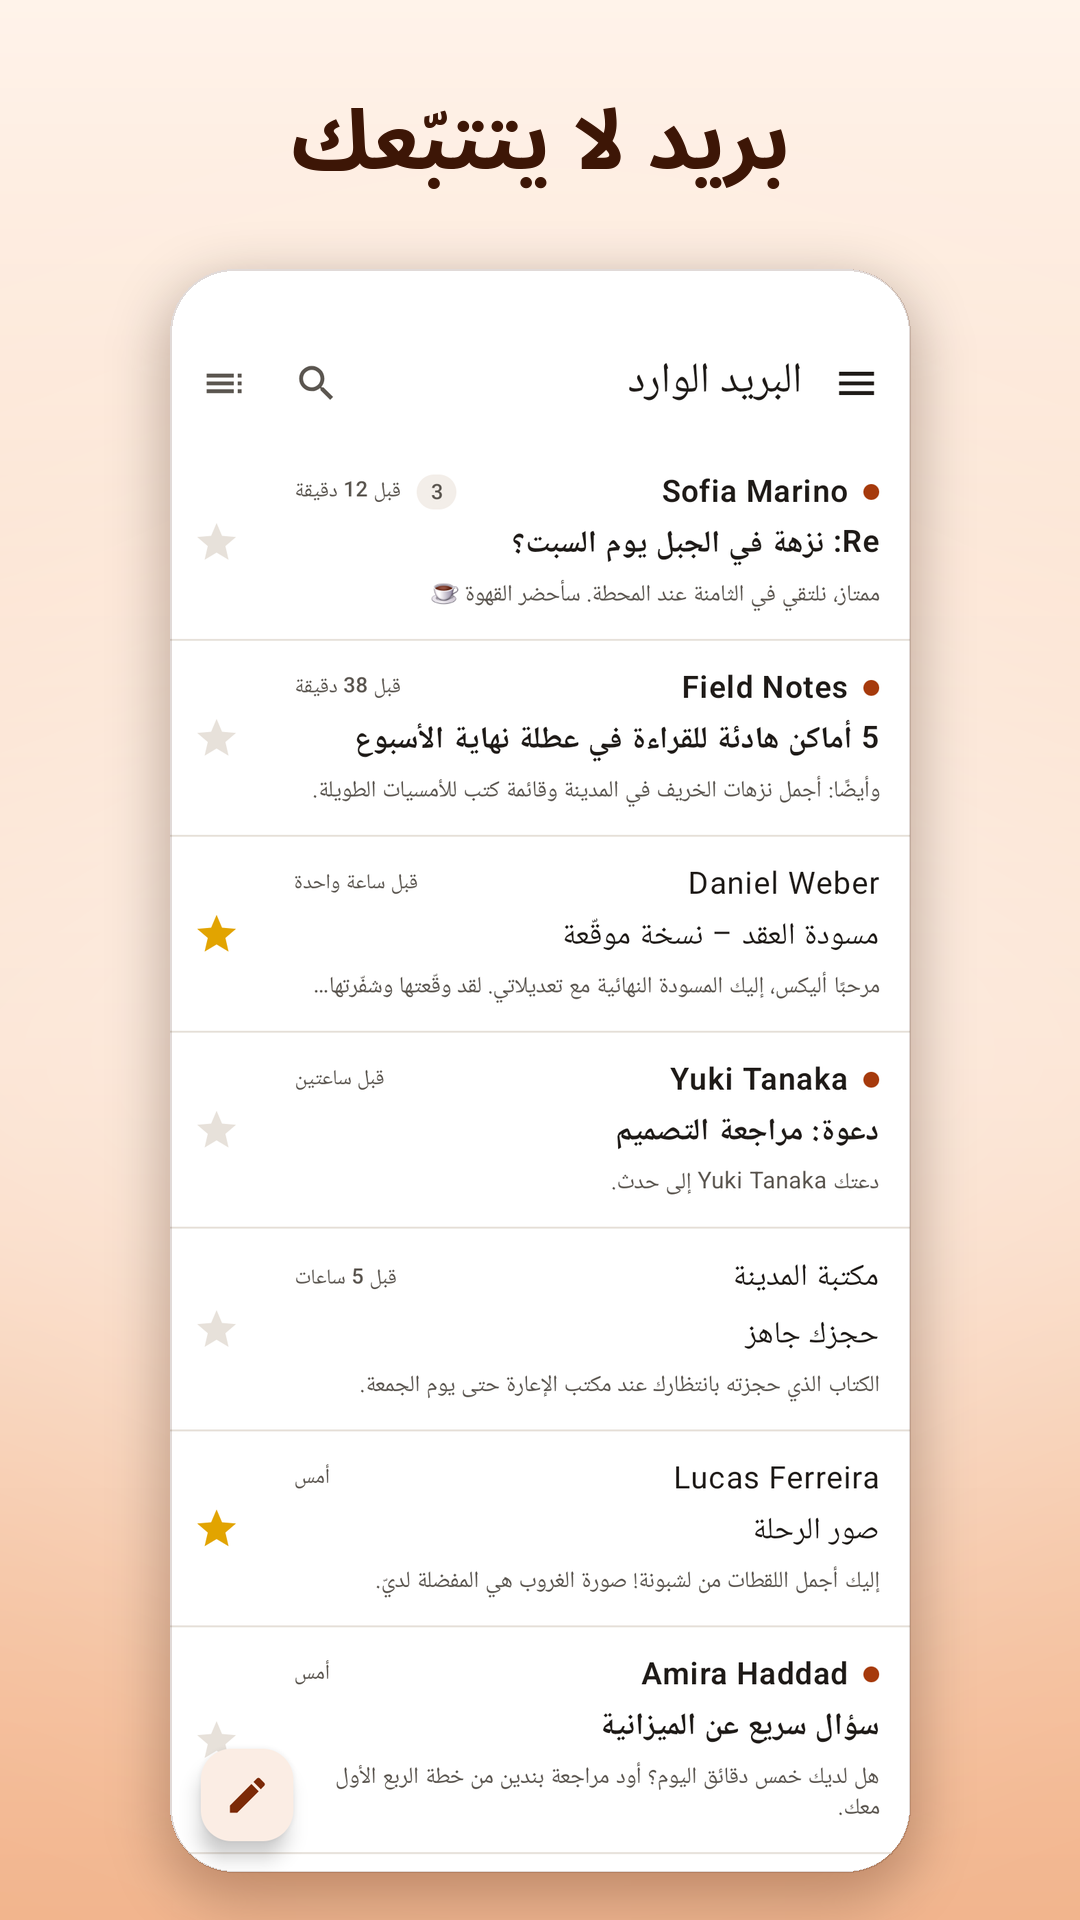 بريد لا يتتبّعك
البريد الوارد
Sofia Marino 3 قبل 12 دقيقة
Re: نزهة في الجبل يوم السبت؟
ممتاز، نلتقي في الثامنة عند المحطة. سأحضر القهوة ☕
Field Notes قبل 38 دقيقة
5 أماكن هادئة للقراءة في عطلة نهاية الأسبوع
وأيضًا: أجمل نزهات الخريف في المدينة وقائمة كتب للأمسيات الطويلة.
Daniel Weber قبل ساعة واحدة
مسودة العقد – نسخة موقّعة
مرحبًا أليكس، إليك المسودة النهائية مع تعديلاتي. لقد وقّعتها وشفّرتها...
Yuki Tanaka قبل ساعتين
دعوة: مراجعة التصميم
دعتك Yuki Tanaka إلى حدث.
مكتبة المدينة قبل 5 ساعات
حجزك جاهز
الكتاب الذي حجزته بانتظارك عند مكتب الإعارة حتى يوم الجمعة.
Lucas Ferreira أمس
صور الرحلة
إليك أجمل اللقطات من لشبونة! صورة الغروب هي المفضلة لديّ.
Amira Haddad أمس
سؤال سريع عن الميزانية
هل لديك خمس دقائق اليوم؟ أود مراجعة بندين من خطة الربع الأول
معك.